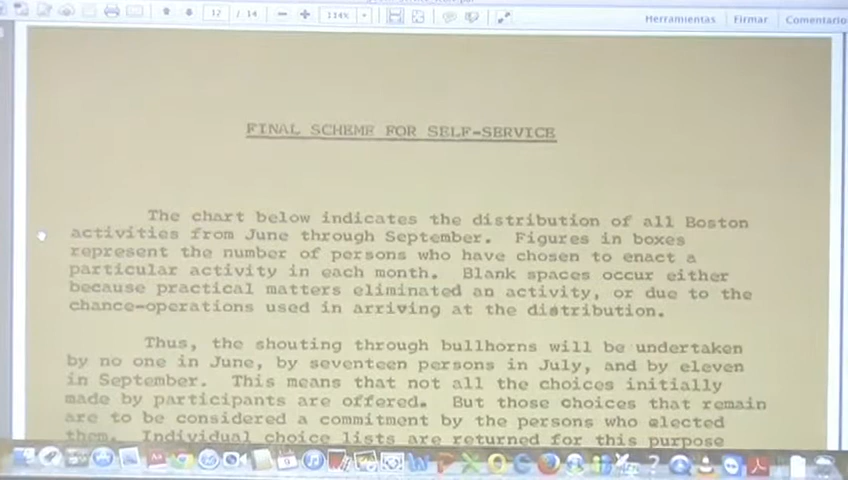 12 / 14
114%
Herramientas
Firmar
Comentario
FINAL SCHEME FOR SELF-SERVICE
The chart below indicates the distribution of all Boston
activities from June through September. Figures in boxes
represent the number of persons who have chosen to enact a
particular activity in each month. Blank spaces occur either
because practical matters eliminated an activity, or due to the
chance-operations used in arriving at the distribution.
Thus, the shouting through bullhorns will be undertaken
by no one in June, by seventeen persons in July, and by eleven
in September. This means that not all the choices initially
made by participants are offered. But those choices that remain
are to be considered a commitment by the persons who elected
them. Individual choice lists are returned for this purpose